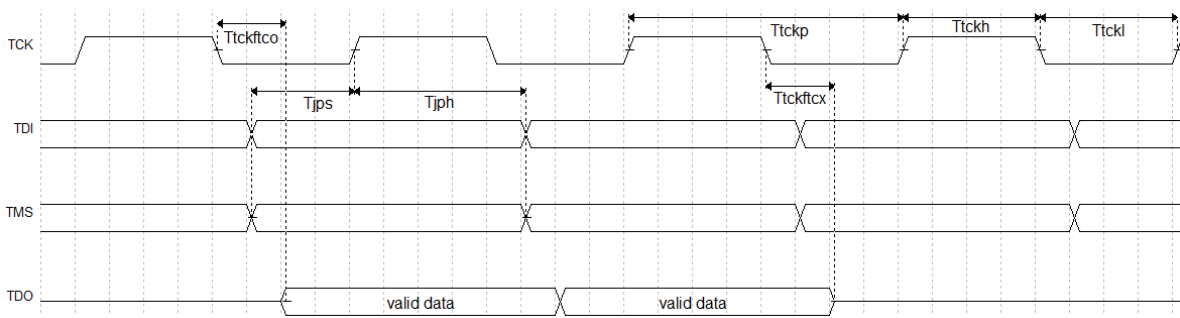 TCK
Ttckftco
Ttckp
Ttckh
Ttckl
Tjps
Tjph
Ttckftcx
TDI
TMS
TDO
valid data
valid data